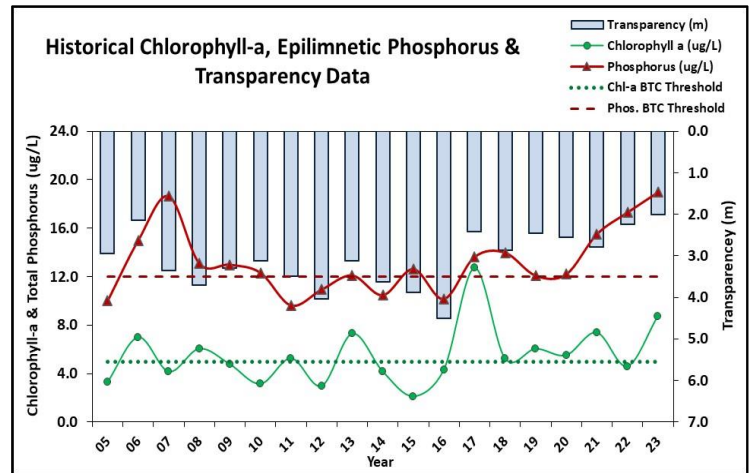 Historical Chlorophyll-a, Epilimnetic Phosphorus &
Transparency Data
Transparency (m)
Chlorophyll a (ug/L)
Phosphorus (ug/L)
Chl-a BTC Threshold
Phos. BTC Threshold
Chlorophyll-a & Total Phosphorus (ug/L)
24.0
20.0
16.0
12.0
8.0
4.0
0.0
0.0
1.0
2.0
3.0
4.0
5.0
6.0
7.0
Transparencey (m)
05 06 07 08 09 10 11 12 13 14 15 16 17 18 19 20 21 22 23
Year